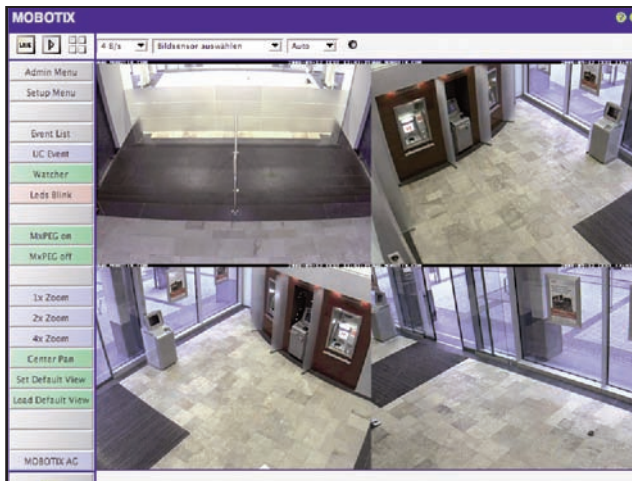 MOBOTIX
LIVE
4 B/s
Bildsensor auswählen
Auto
Admin Menu
Setup Menu
Event List
UC Event
Watcher
Leds Blink
MxPEG on
MxPEG off
1x Zoom
2x Zoom
4x Zoom
Center Pan
Set Default View
Load Default View
MOBOTIX AG